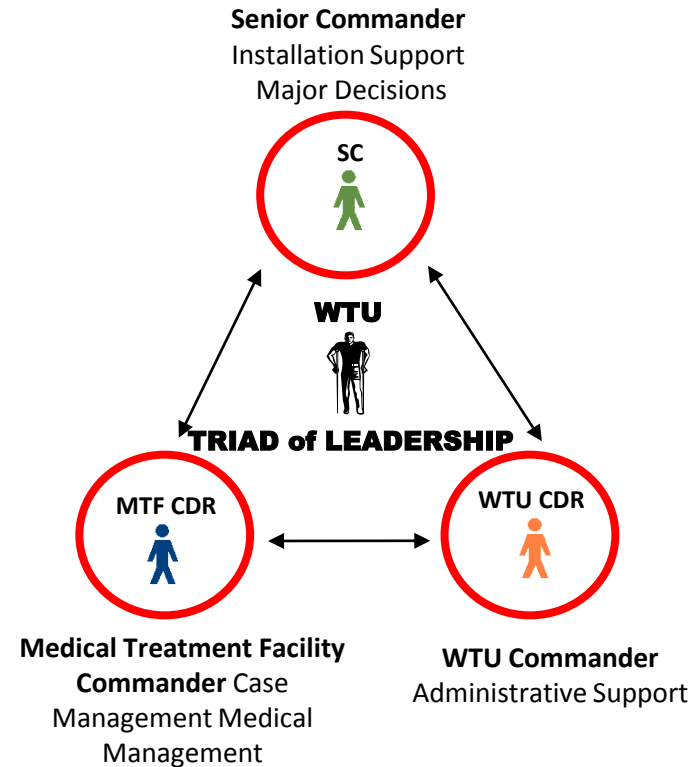 Senior Commander
Installation Support
Major Decisions
SC
WTU
TRIAD of LEADERSHIP
MTF CDR
WTU CDR
Medical Treatment Facility
Commander Case
Management Medical
Management
WTU Commander
Administrative Support